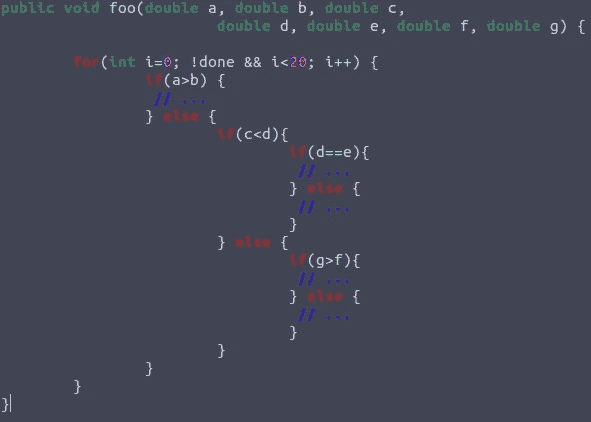 public void foo(double a, double b, double c,
double d, double e, double f, double g) {
for(int i=0; !done && i<20; i++) {
if(a>b) {
// ...
} else {
if(c<d){
if(d==e){
// ...
} else {
// ...
}
} else {
if(g>f){
// ...
} else {
// ...
}
}
}
}
}